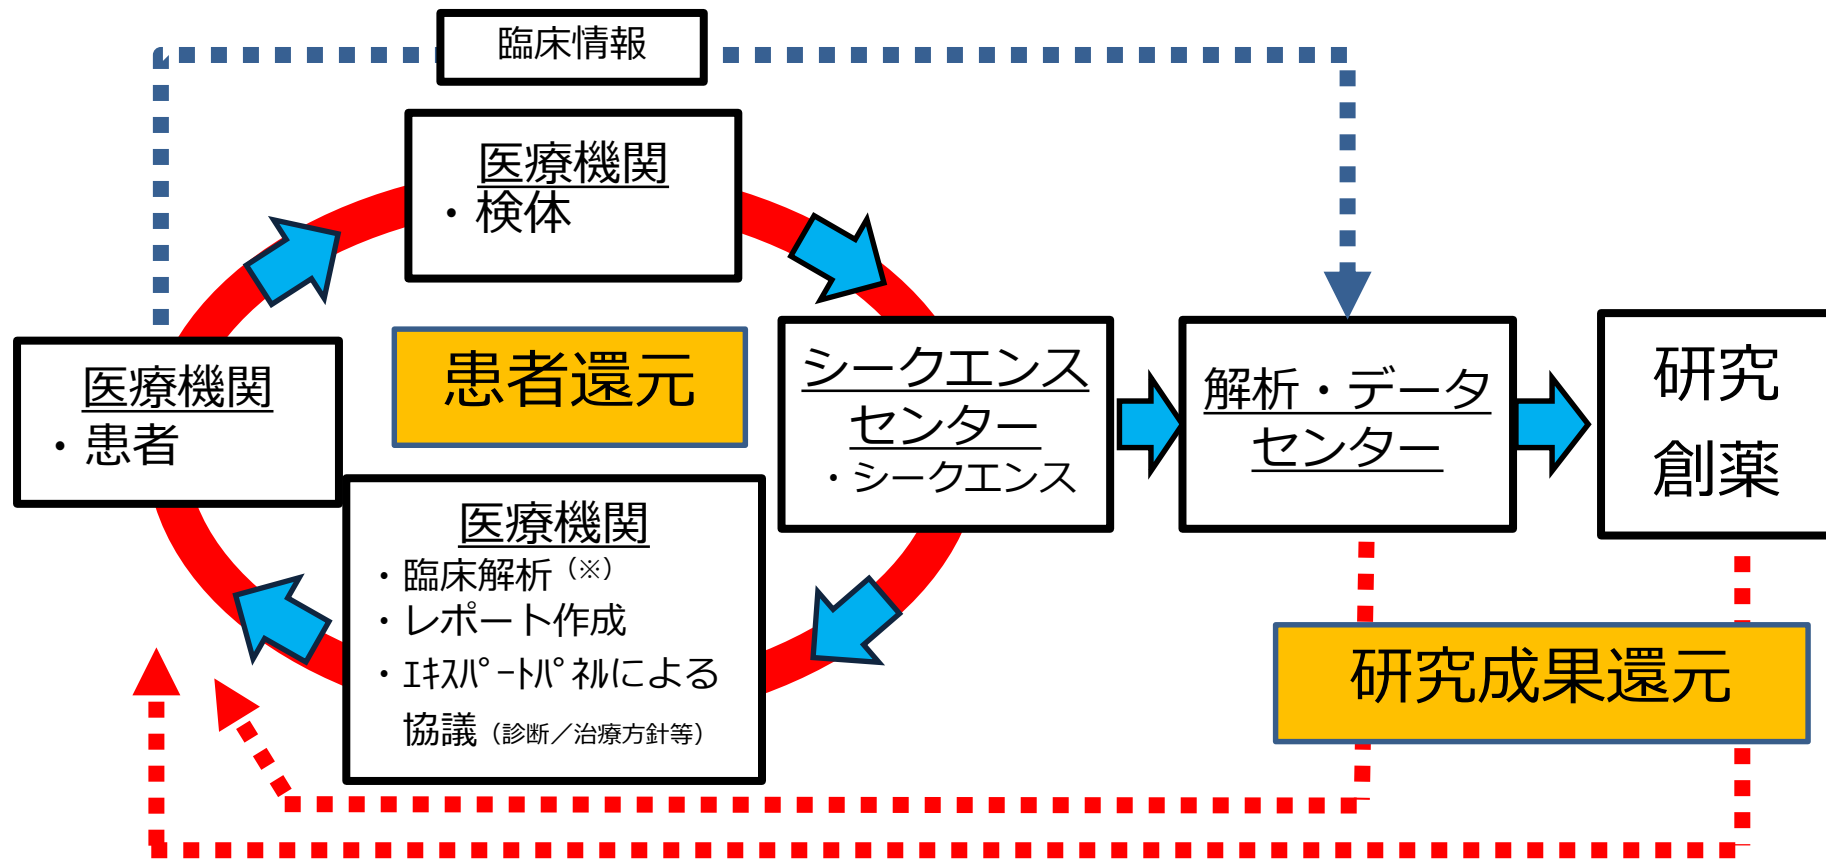 臨床情報
医療機関
・検体
医療機関
・患者
患者還元
シークエンス
センター
・シークエンス
解析・データ
センター
研究
創薬
医療機関
・臨床解析（※）
・レポート作成
・ｴｷｽﾊﾟｰﾄﾊﾟﾈﾙによる
協議（診断／治療方針等）
研究成果還元